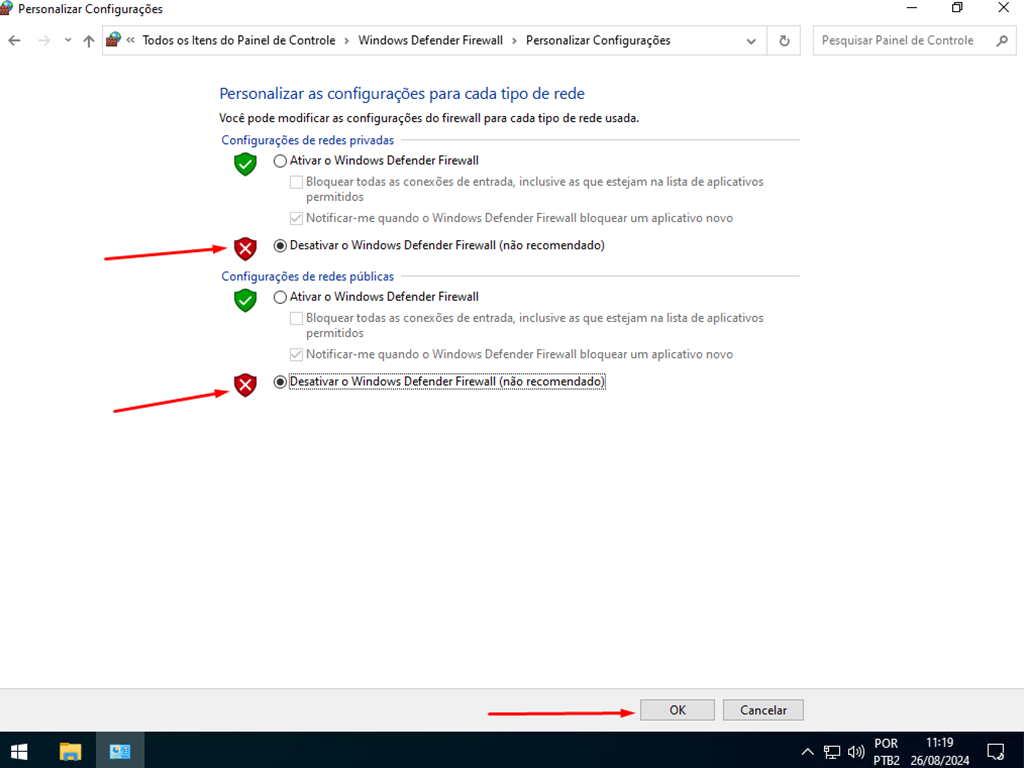 Personalizar Configurações
Todos os Itens do Painel de Controle › Windows Defender Firewall › Personalizar Configurações
Pesquisar Painel de Controle
Personalizar as configurações para cada tipo de rede
Você pode modificar as configurações do firewall para cada tipo de rede usada.
Configurações de redes privadas
Ativar o Windows Defender Firewall
Bloquear todas as conexões de entrada, inclusive as que estejam na lista de aplicativos
permitidos
Notificar-me quando o Windows Defender Firewall bloquear um aplicativo novo
Desativar o Windows Defender Firewall (não recomendado)
Configurações de redes públicas
Ativar o Windows Defender Firewall
Bloquear todas as conexões de entrada, inclusive as que estejam na lista de aplicativos
permitidos
Notificar-me quando o Windows Defender Firewall bloquear um aplicativo novo
Desativar o Windows Defender Firewall (não recomendado)
OK
Cancelar
POR
PTB2
11:19
26/08/2024